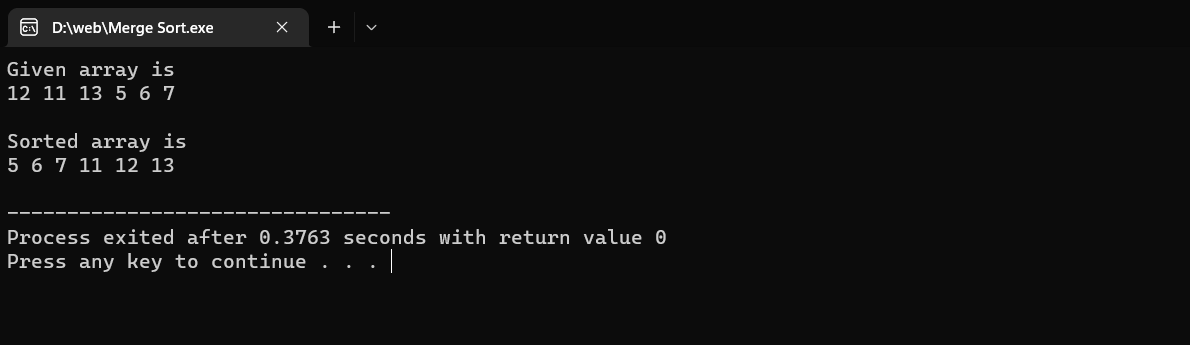 D:\web\Merge Sort.exe
Given array is
12 11 13 5 6 7
Sorted array is
5 6 7 11 12 13
--------------------------------
Process exited after 0.3763 seconds with return value 0
Press any key to continue . . .